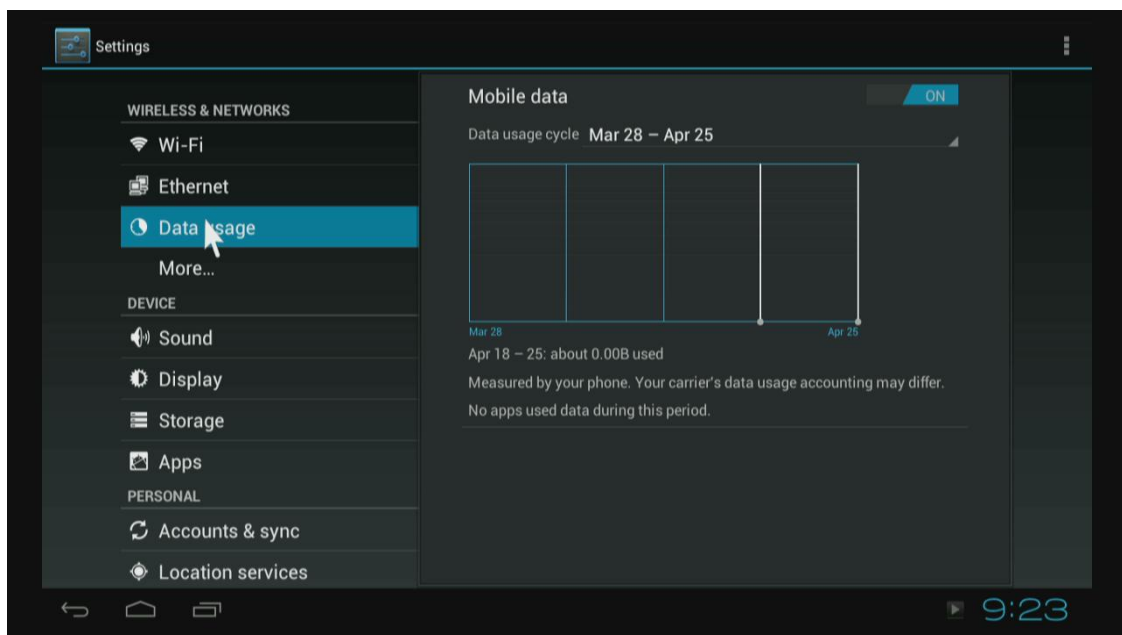 Settings
WIRELESS & NETWORKS
Wi-Fi
Ethernet
Data usage
More...
DEVICE
Sound
Display
Storage
Apps
PERSONAL
Accounts & sync
Location services
Mobile data
ON
Data usage cycle Mar 28 – Apr 25
Mar 28
Apr 25
Apr 18 – 25: about 0.00B used
Measured by your phone. Your carrier's data usage accounting may differ.
No apps used data during this period.
9:23